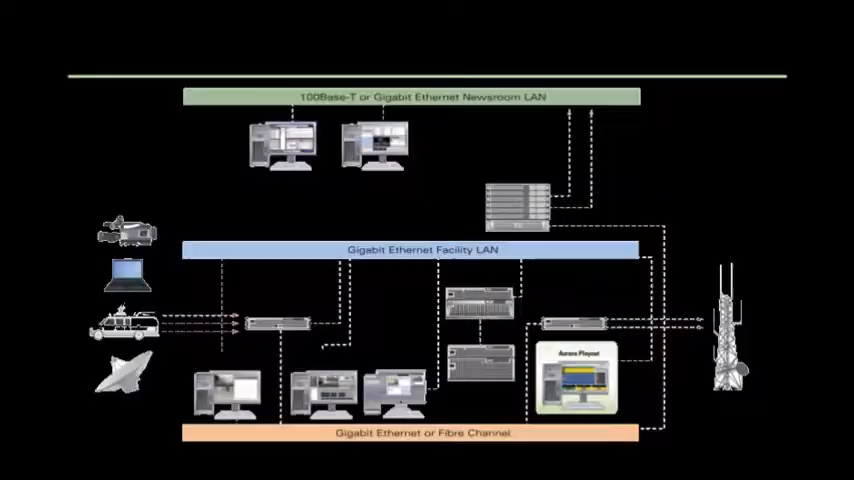 100Base-T or Gigabit Ethernet Newsroom LAN
Gigabit Ethernet Facility LAN
Aurora Playout
Gigabit Ethernet or Fibre Channel